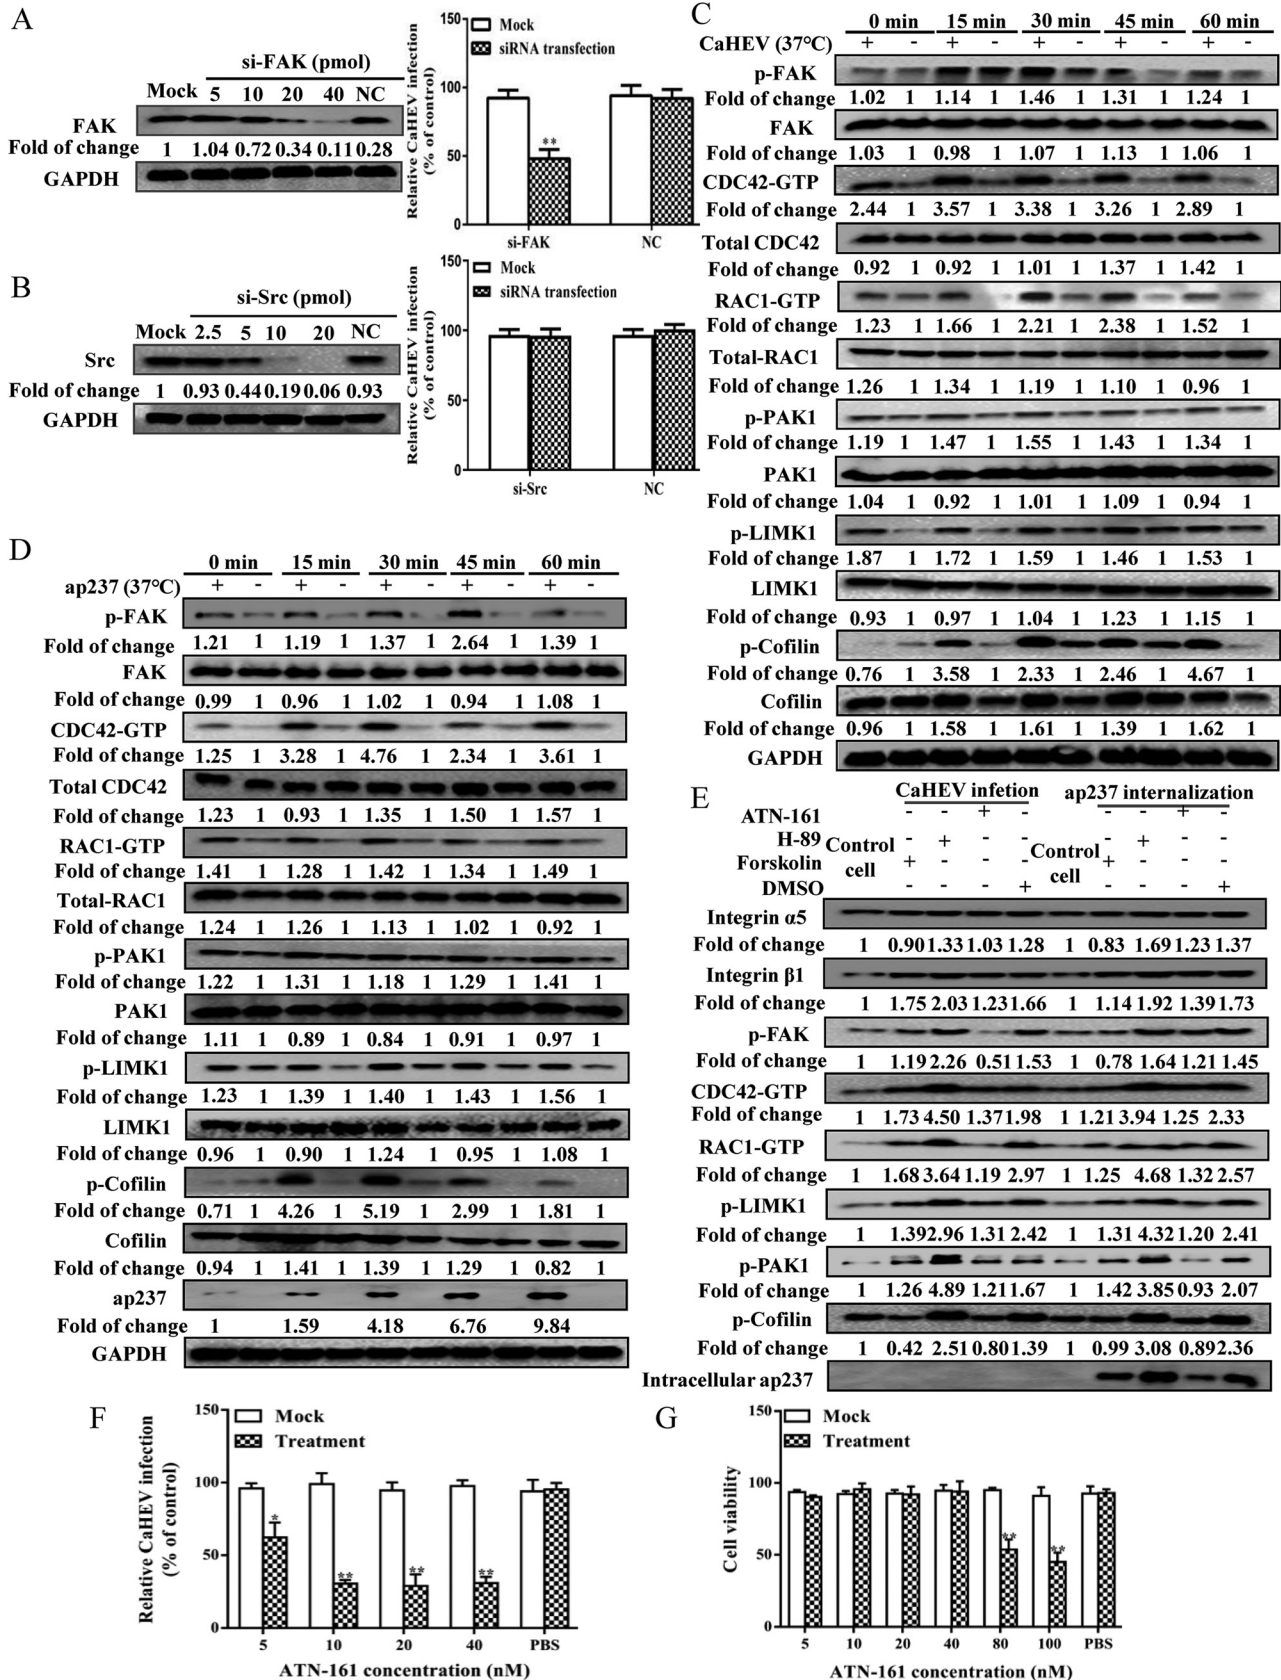 A
si-FAK (pmol)
Mock 5 10 20 40 NC
FAK
Fold of change 1 1.04 0.72 0.34 0.11 0.28
GAPDH
Relative CaHEV infection
(% of control)
150
100
50
0
Mock
siRNA transfection
**
si-FAK NC
B
si-Src (pmol)
Mock 2.5 5 10 20 NC
Src
Fold of change 1 0.93 0.44 0.19 0.06 0.93
GAPDH
Relative CaHEV infection
(% of control)
150
100
50
0
Mock
siRNA transfection
si-Src NC
C
0 min 15 min 30 min 45 min 60 min
CaHEV (37°C) + - + - + - + - + -
p-FAK
Fold of change 1.02 1 1.14 1 1.46 1 1.31 1 1.24 1
FAK
Fold of change 1.03 1 0.98 1 1.07 1 1.13 1 1.06 1
CDC42-GTP
Fold of change 2.44 1 3.57 1 3.38 1 3.26 1 2.89 1
Total CDC42
Fold of change 0.92 1 0.92 1 1.01 1 1.37 1 1.42 1
RAC1-GTP
Fold of change 1.23 1 1.66 1 2.21 1 2.38 1 1.52 1
Total-RAC1
Fold of change 1.26 1 1.34 1 1.19 1 1.10 1 0.96 1
p-PAK1
Fold of change 1.19 1 1.47 1 1.55 1 1.43 1 1.34 1
PAK1
Fold of change 1.04 1 0.92 1 1.01 1 1.09 1 0.94 1
p-LIMK1
Fold of change 1.87 1 1.72 1 1.59 1 1.46 1 1.53 1
LIMK1
Fold of change 0.93 1 0.97 1 1.04 1 1.23 1 1.15 1
p-Cofilin
Fold of change 0.76 1 3.58 1 2.33 1 2.46 1 4.67 1
Cofilin
Fold of change 0.96 1 1.58 1 1.61 1 1.39 1 1.62 1
GAPDH
D
0 min 15 min 30 min 45 min 60 min
ap237 (37°C) + - + - + - + - + -
p-FAK
Fold of change 1.21 1 1.19 1 1.37 1 2.64 1 1.39 1
FAK
Fold of change 0.99 1 0.96 1 1.02 1 0.94 1 1.08 1
CDC42-GTP
Fold of change 1.25 1 3.28 1 4.76 1 2.34 1 3.61 1
Total CDC42
Fold of change 1.23 1 0.93 1 1.35 1 1.50 1 1.57 1
RAC1-GTP
Fold of change 1.41 1 1.28 1 1.42 1 1.34 1 1.49 1
Total-RAC1
Fold of change 1.24 1 1.26 1 1.13 1 1.02 1 0.92 1
p-PAK1
Fold of change 1.22 1 1.31 1 1.18 1 1.29 1 1.41 1
PAK1
Fold of change 1.11 1 0.89 1 0.84 1 0.91 1 0.97 1
p-LIMK1
Fold of change 1.23 1 1.39 1 1.40 1 1.43 1 1.56 1
LIMK1
Fold of change 0.96 1 0.90 1 1.24 1 0.95 1 1.08 1
p-Cofilin
Fold of change 0.71 1 4.26 1 5.19 1 2.99 1 1.81 1
Cofilin
Fold of change 0.94 1 1.41 1 1.39 1 1.29 1 0.82 1
ap237
Fold of change 1 1.59 4.18 6.76 9.84
GAPDH
E
CaHEV infetion ap237 internalization
ATN-161 - - + - - - + -
H-89 - + - - - + - -
Forskolin + - - - + - - -
DMSO - - - + - - - +
Control cell Control cell
Integrin α5
Fold of change 1 0.90 1.33 1.03 1.28 1 0.83 1.69 1.23 1.37
Integrin β1
Fold of change 1 1.75 2.03 1.23 1.66 1 1.14 1.92 1.39 1.73
p-FAK
Fold of change 1 1.19 2.26 0.51 1.53 1 0.78 1.64 1.21 1.45
CDC42-GTP
Fold of change 1 1.73 4.50 1.37 1.98 1 1.21 3.94 1.25 2.33
RAC1-GTP
Fold of change 1 1.68 3.64 1.19 2.97 1 1.25 4.68 1.32 2.57
p-LIMK1
Fold of change 1 1.39 2.96 1.31 2.42 1 1.31 4.32 1.20 2.41
p-PAK1
Fold of change 1 1.26 4.89 1.21 1.67 1 1.42 3.85 0.93 2.07
p-Cofilin
Fold of change 1 0.42 2.51 0.80 1.39 1 0.99 3.08 0.89 2.36
Intracellular ap237
F
Relative CaHEV infection
(% of control)
150
100
50
0
Mock
Treatment
* ** ** **
5 10 20 40 PBS
ATN-161 concentration (nM)
G
Cell viability
150
100
50
0
Mock
Treatment
** **
5 10 20 40 80 100 PBS
ATN-161 concentration (nM)